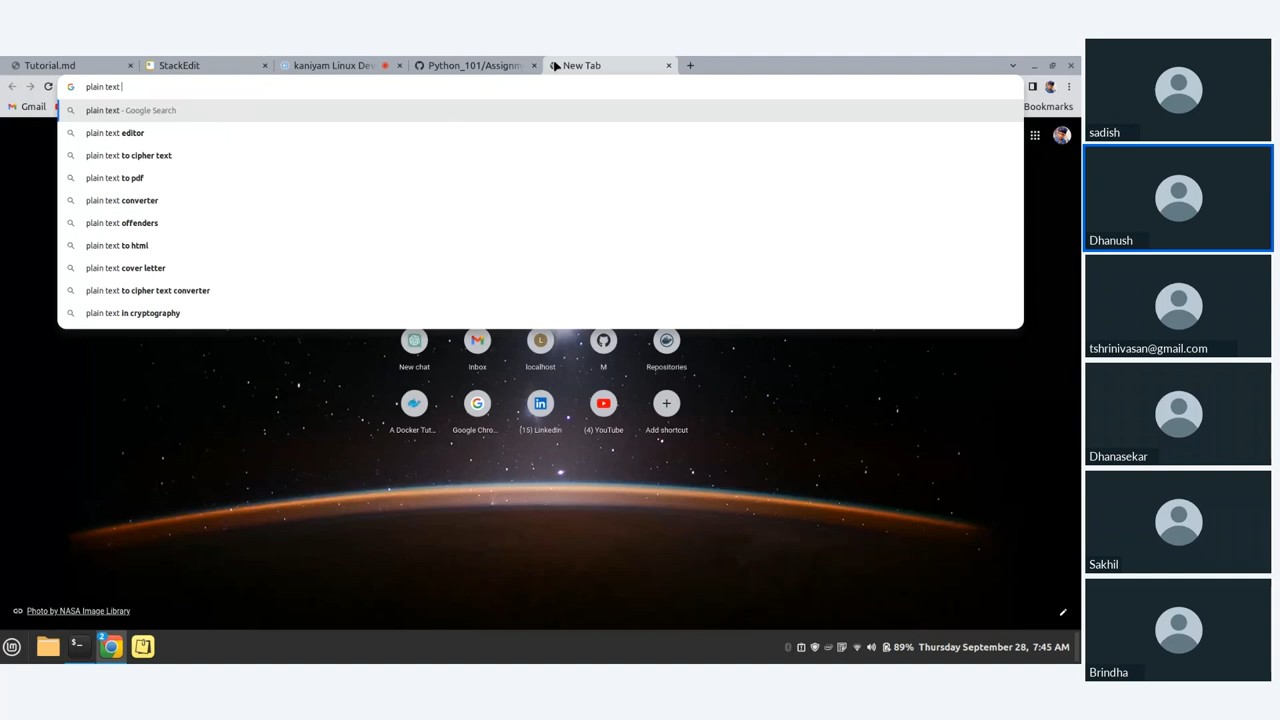 Tutorial.md
StackEdit
kaniyam Linux Dev
Python_101/Assignm
New Tab
plain text
Gmail
Bookmarks
plain text - Google Search
plain text editor
plain text to cipher text
plain text to pdf
plain text converter
plain text offenders
plain text to html
plain text cover letter
plain text to cipher text converter
plain text in cryptography
New chat
Inbox
localhost
M
Repositories
A Docker Tut...
Google Chro...
(15) LinkedIn
(4) YouTube
Add shortcut
Photo by NASA Image Library
89% Thursday September 28, 7:45 AM
sadish
Dhanush
tshrinivasan@gmail.com
Dhanasekar
Sakhil
Brindha